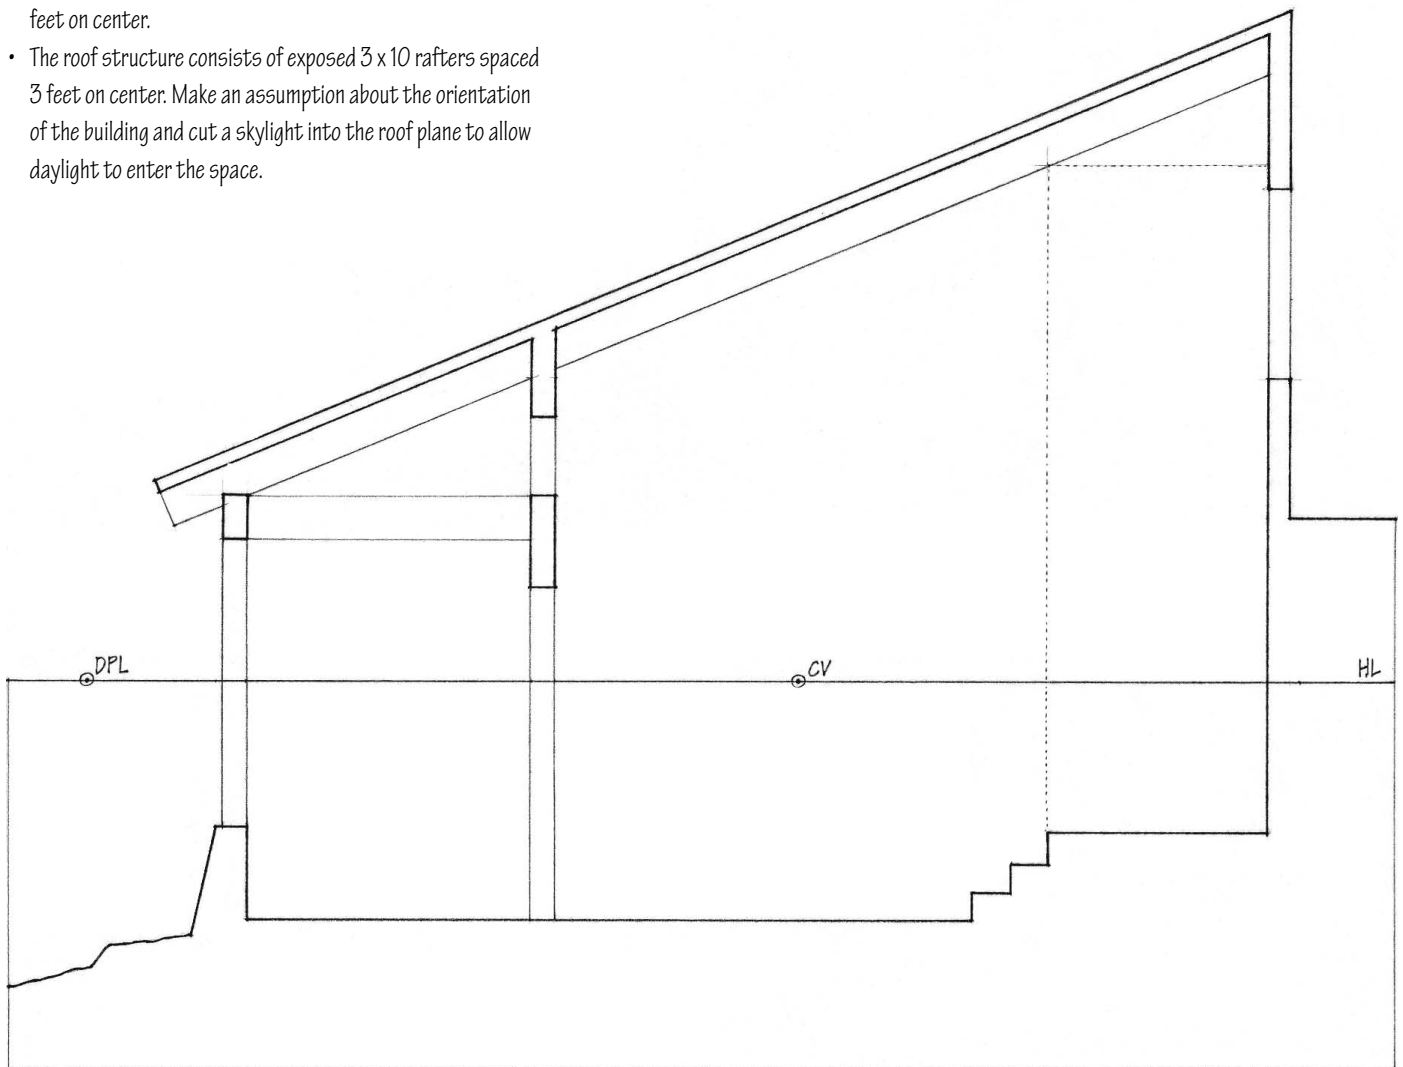 feet on center.
• The roof structure consists of exposed 3 x 10 rafters spaced
3 feet on center. Make an assumption about the orientation
of the building and cut a skylight into the roof plane to allow
daylight to enter the space.
DPL
CV
HL